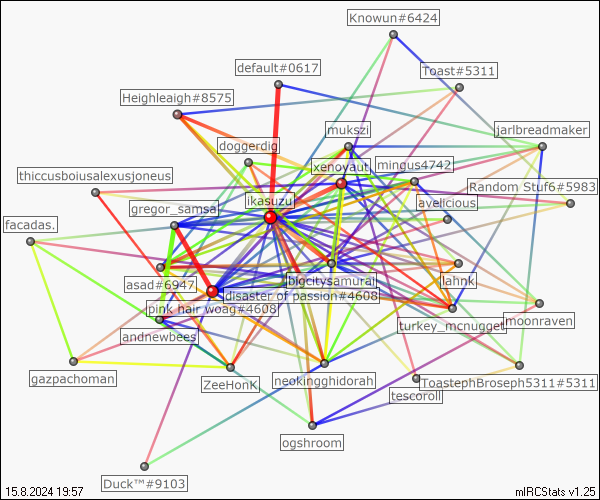 Knowun#6424
default#0617
Toast#5311
Heighleaigh#8575
mukszi
jarlbreadmaker
doggerdig
xenoyaut
mingus4742
thiccusboiusalexusjoneus
Random Stuf6#5983
ikasuzu
avelicious
gregor_samsa
facadas.
asad#6947
bigcitysamurai
lahnk
disaster of passion#4608
pink hair woag#4608
moonraven
turkey_mcnugget
andnewbees
gazpachoman
ZeeHonK
neokingghidorah
ToastephBroseph5311#5311
tescoroll
ogshroom
Duck™#9103
15.8.2024 19:57
mIRCStats v1.25